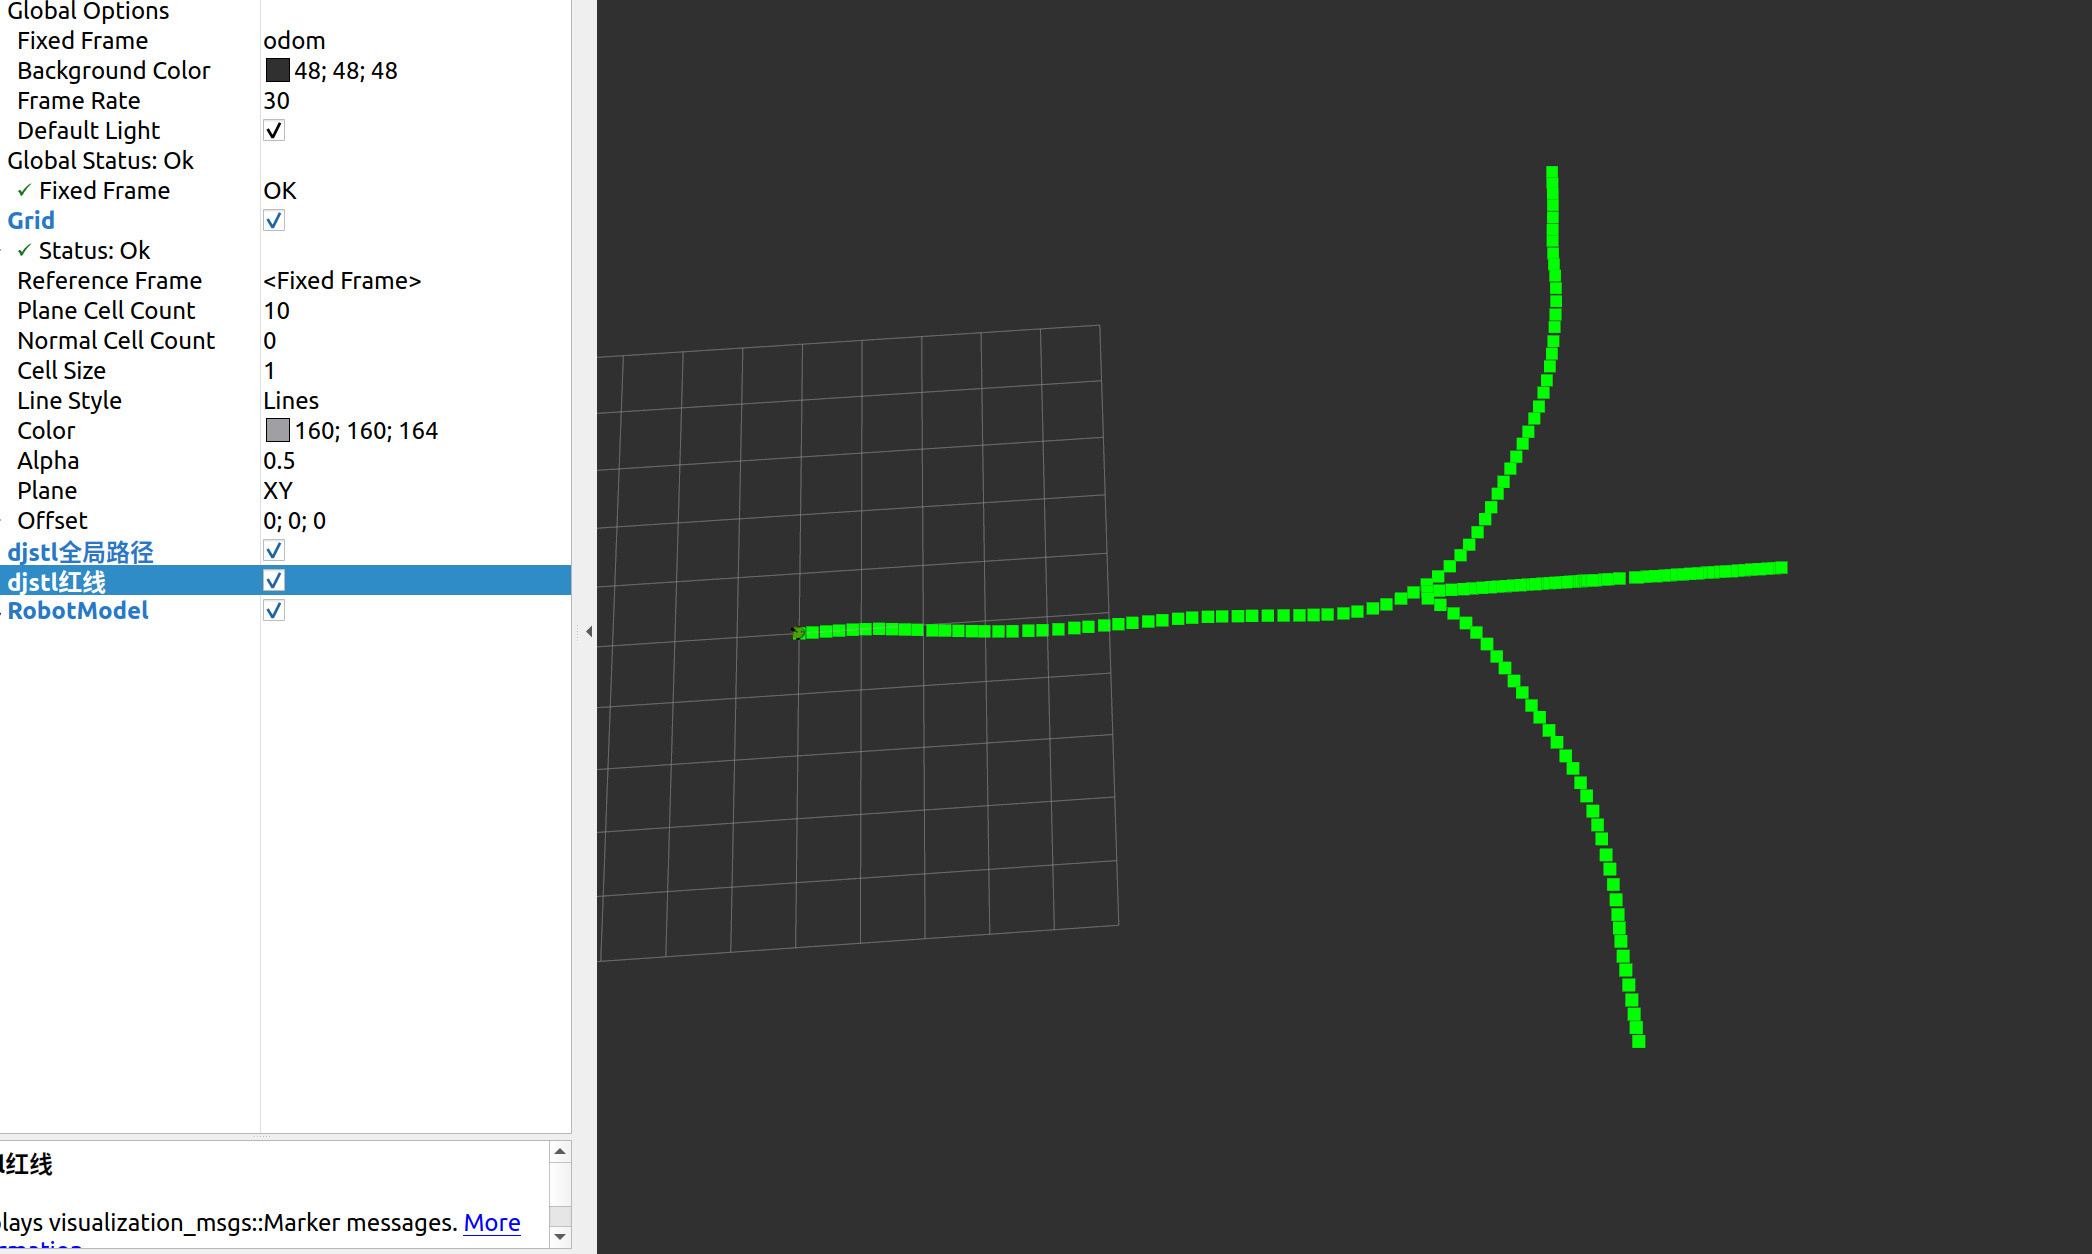 Global Options
Fixed Frame odom
Background Color 48; 48; 48
Frame Rate 30
Default Light
Global Status: Ok
Fixed Frame OK
Grid
Status: Ok
Reference Frame <Fixed Frame>
Plane Cell Count 10
Normal Cell Count 0
Cell Size 1
Line Style Lines
Color 160; 160; 164
Alpha 0.5
Plane XY
Offset 0; 0; 0
djstl全局路径
djstl红线
RobotModel
l红线
lays visualization_msgs::Marker messages. More